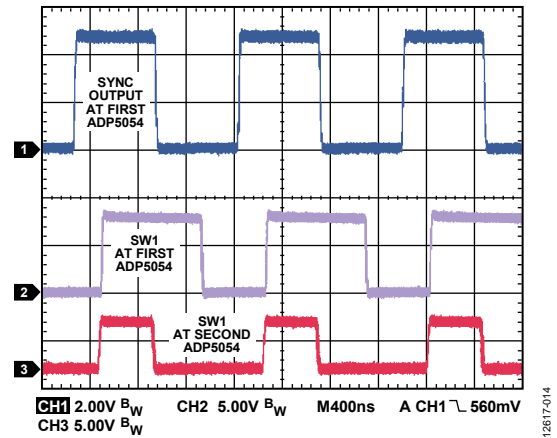 SYNC
OUTPUT
AT FIRST
ADP5054
1
SW1
AT FIRST
ADP5054
2
SW1
AT SECOND
ADP5054
3
CH1 2.00V BW CH2 5.00V BW M400ns A CH1 560mV
CH3 5.00V BW
12617-014